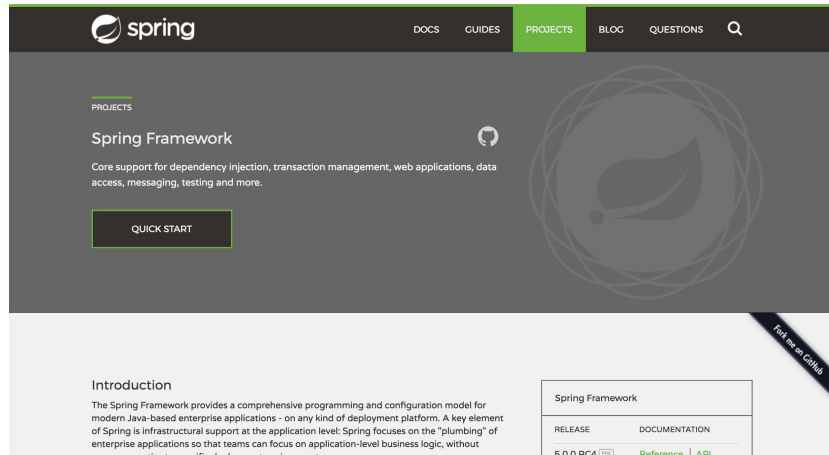 spring
DOCS GUIDES PROJECTS BLOG QUESTIONS
PROJECTS
Spring Framework
Core support for dependency injection, transaction management, web applications, data
access, messaging, testing and more.
QUICK START
Fork me on GitHub
Introduction
The Spring Framework provides a comprehensive programming and configuration model for
modern Java-based enterprise applications - on any kind of deployment platform. A key element
of Spring is infrastructural support at the application level: Spring focuses on the "plumbing" of
enterprise applications so that teams can focus on application-level business logic, without
Spring Framework
RELEASE DOCUMENTATION
5.0.0 RC4 PRE Reference | API